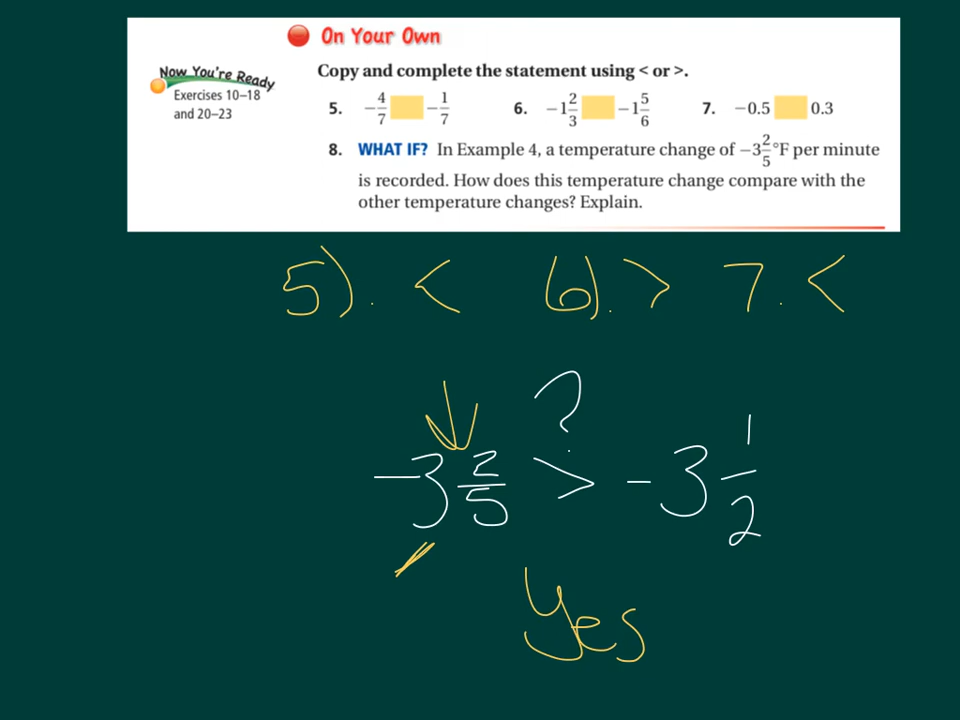 On Your Own
Now You're Ready
Exercises 10–18
and 20–23
Copy and complete the statement using < or >.
5. −4/7 −1/7 6. −1 2/3 −1 5/6 7. −0.5 0.3
8. WHAT IF? In Example 4, a temperature change of −3 2/5 °F per minute
is recorded. How does this temperature change compare with the
other temperature changes? Explain.
5). < 6). > 7. <
?
−3 2/5 > −3 1/2
Yes